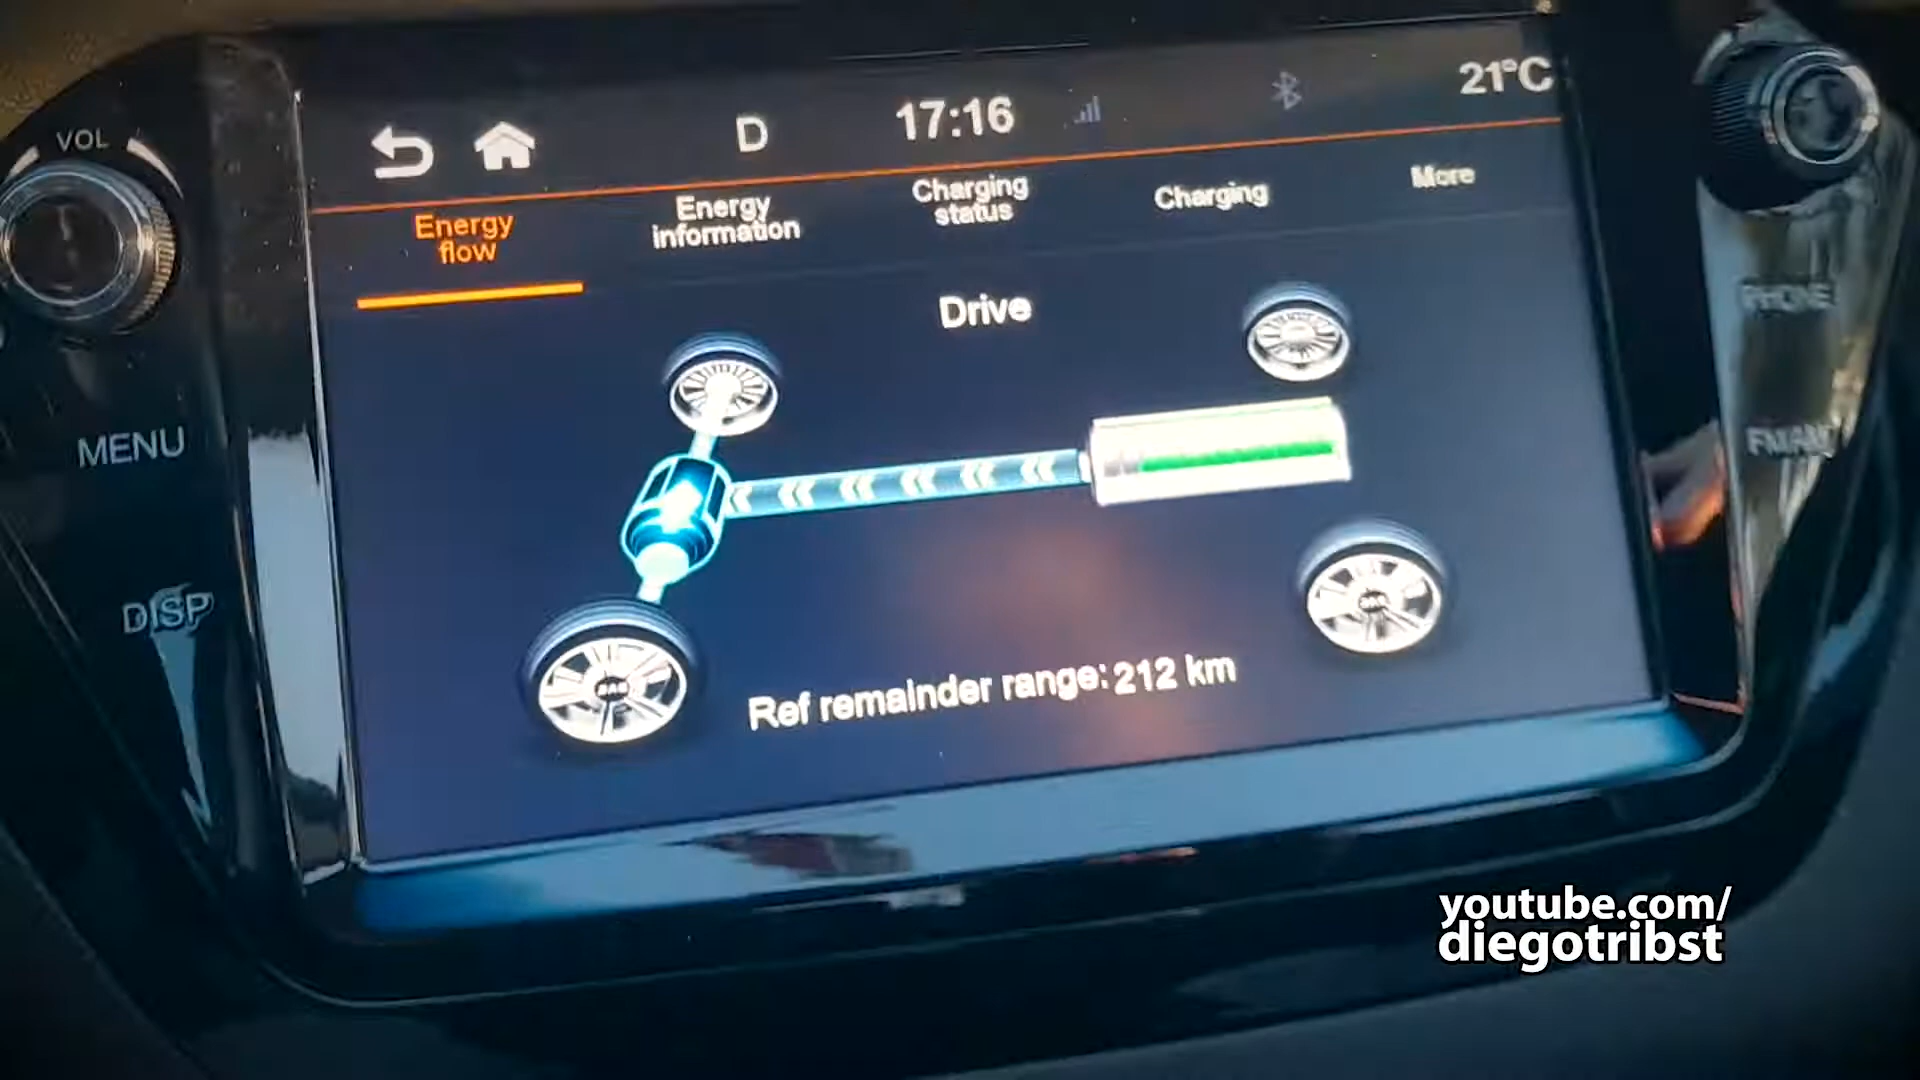 VOL
D
17:16
21°C
Energy
flow
Energy
information
Charging
status
Charging
More
Drive
MENU
PHONE
FM/AM
DISP
Ref remainder range: 212 km
youtube.com/
diegotribst